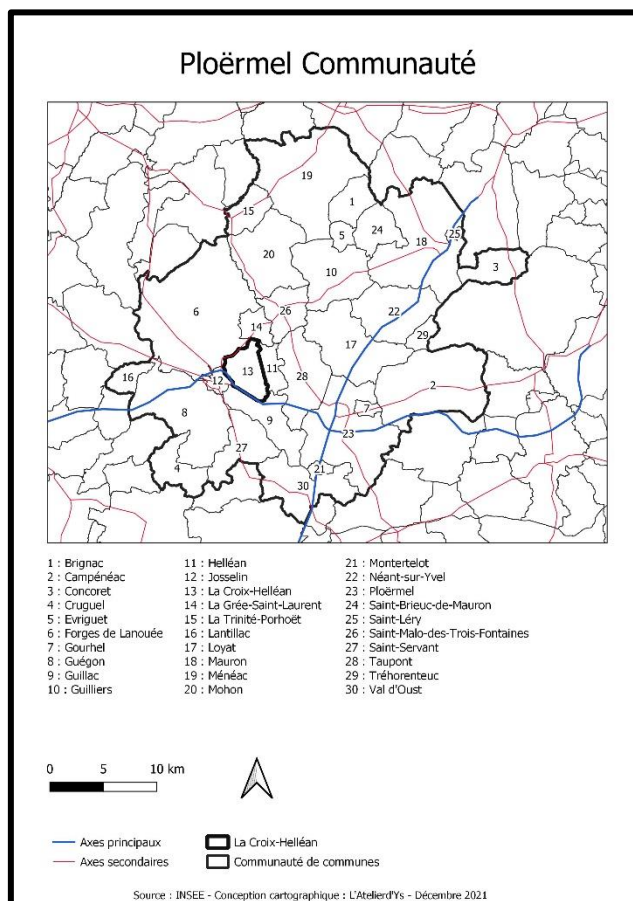 Ploërmel Communauté
19
1
15
5
24
18
25
20
3
10
6
26
22
14
17
29
13
11
16
12
28
2
8
9
23
27
4
21
30
1 : Brignac
2 : Campénéac
3 : Concoret
4 : Cruguel
5 : Evriguet
6 : Forges de Lanouée
7 : Gourhel
8 : Guégon
9 : Guillac
10 : Guilliers
11 : Helléan
12 : Josselin
13 : La Croix-Helléan
14 : La Grée-Saint-Laurent
15 : La Trinité-Porhoët
16 : Lantillac
17 : Loyat
18 : Mauron
19 : Ménéac
20 : Mohon
21 : Montertelot
22 : Néant-sur-Yvel
23 : Ploërmel
24 : Saint-Brieuc-de-Mauron
25 : Saint-Léry
26 : Saint-Malo-des-Trois-Fontaines
27 : Saint-Servant
28 : Taupont
29 : Tréhorenteuc
30 : Val d'Oust
0 5 10 km
Axes principaux
Axes secondaires
La Croix-Helléan
Communauté de communes
Source : INSEE - Conception cartographique : L'Atelierd'Ys - Décembre 2021